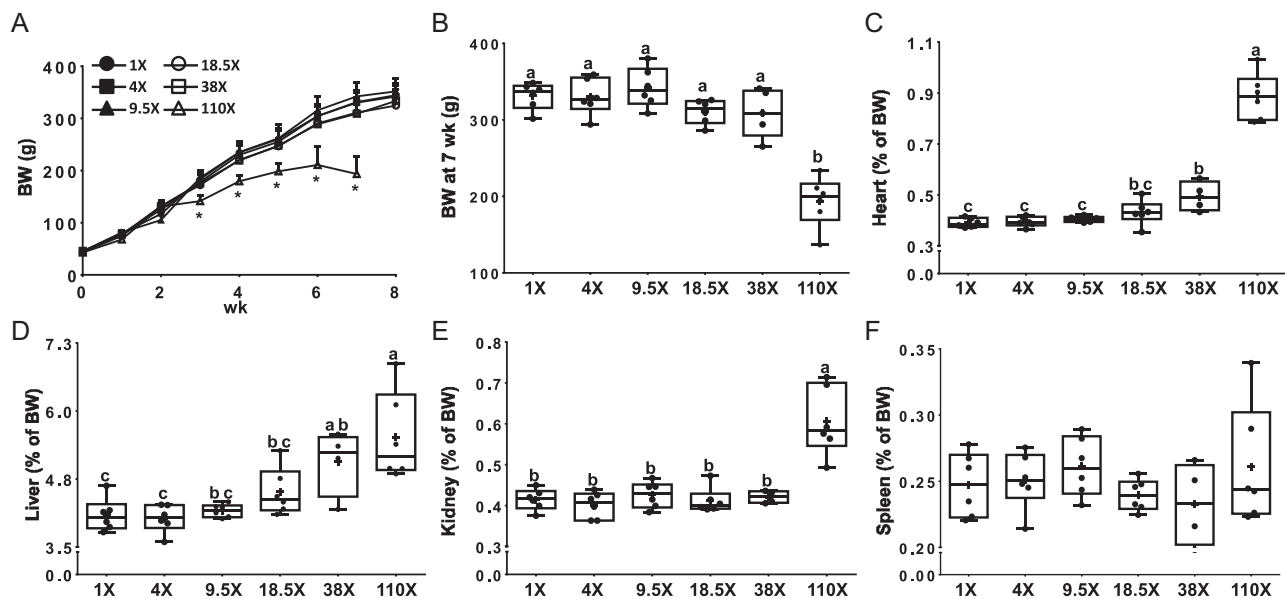 A
1X
18.5X
4X
38X
9.5X
110X
BW (g)
400
300
200
100
0
* * * * *
0 2 4 6 8
wk
B
BW at 7 wk (g)
400
300
200
100
a a a a a b
1X 4X 9.5X 18.5X 38X 110X
C
Heart (% of BW)
1.1
0.9
0.7
0.5
0.3
0.0
c c c b c b a
1X 4X 9.5X 18.5X 38X 110X
D
Liver (% of BW)
7.3
6.0
4.8
3.5
0.0
c c b c b c a b a
1X 4X 9.5X 18.5X 38X 110X
E
Kidney (% of BW)
0.8
0.7
0.6
0.5
0.4
0.3
0.0
b b b b b a
1X 4X 9.5X 18.5X 38X 110X
F
Spleen (% of BW)
0.35
0.30
0.25
0.20
0.00
1X 4X 9.5X 18.5X 38X 110X